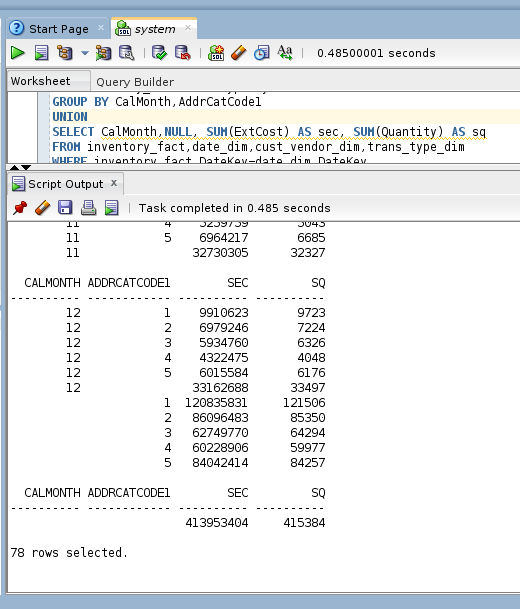 Start Page
system
0.48500001 seconds
Worksheet Query Builder
GROUP BY CalMonth,AddrCatCode1
UNION
SELECT CalMonth,NULL, SUM(ExtCost) AS sec, SUM(Quantity) AS sq
FROM inventory_fact,date_dim,cust_vendor_dim,trans_type_dim
WHERE inventory_fact.DateKey=date_dim.DateKey
Script Output x
Task completed in 0.485 seconds
11 4 5259759 5043
11 5 6964217 6685
11 32730305 32327
CALMONTH ADDRCATCODE1 SEC SQ
---------- ------------ ---------- ----------
12 1 9910623 9723
12 2 6979246 7224
12 3 5934760 6326
12 4 4322475 4048
12 5 6015584 6176
12 33162688 33497
1 120835831 121506
2 86096483 85350
3 62749770 64294
4 60228906 59977
5 84042414 84257
CALMONTH ADDRCATCODE1 SEC SQ
---------- ------------ ---------- ----------
413953404 415384
78 rows selected.